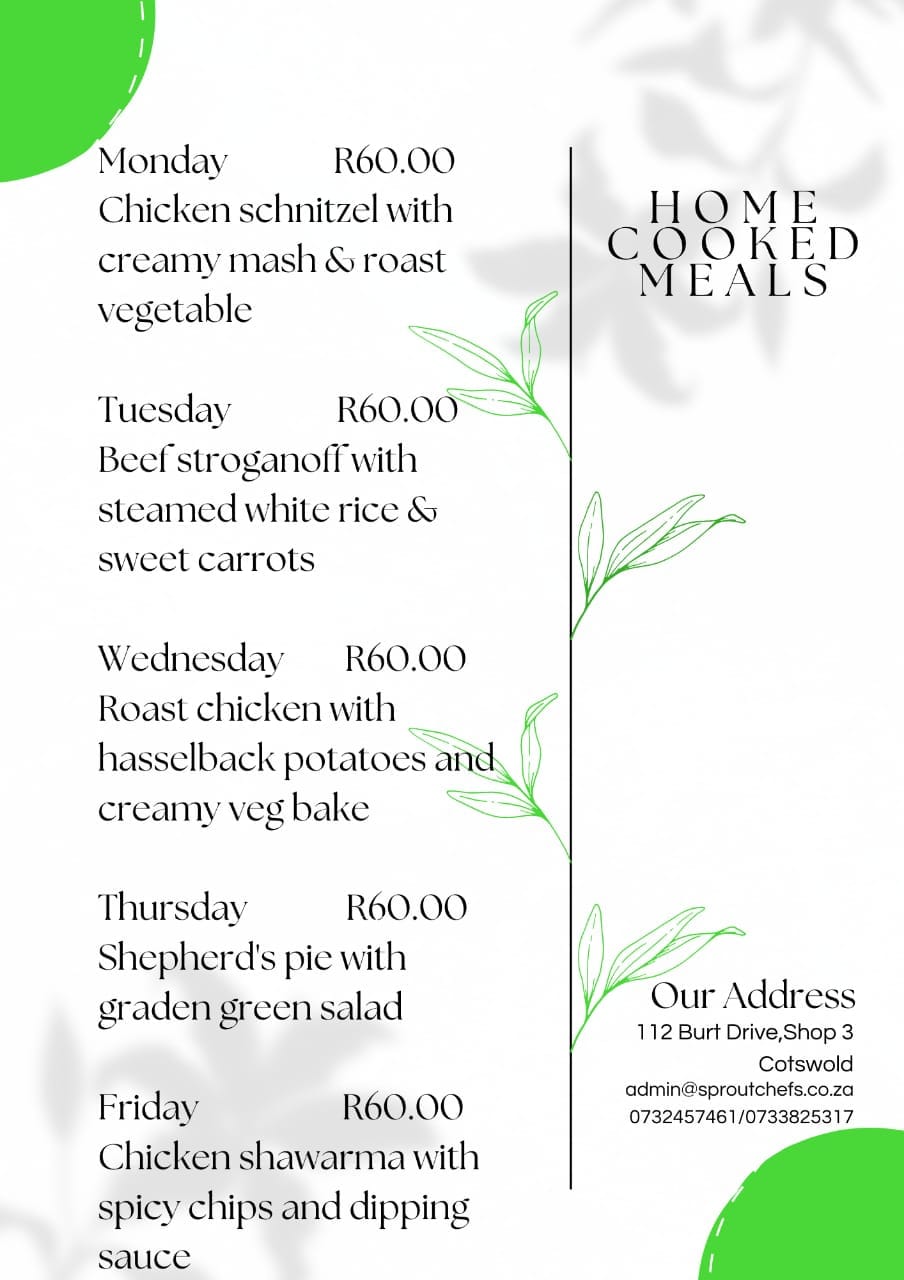 Monday R60.00
Chicken schnitzel with
creamy mash & roast
vegetable
Tuesday R60.00
Beef stroganoff with
steamed white rice &
sweet carrots
Wednesday R60.00
Roast chicken with
hasselback potatoes and
creamy veg bake
Thursday R60.00
Shepherd's pie with
graden green salad
Friday R60.00
Chicken shawarma with
spicy chips and dipping
sauce
HOME
COOKED
MEALS
Our Address
112 Burt Drive,Shop 3
Cotswold
admin@sproutchefs.co.za
0732457461/0733825317